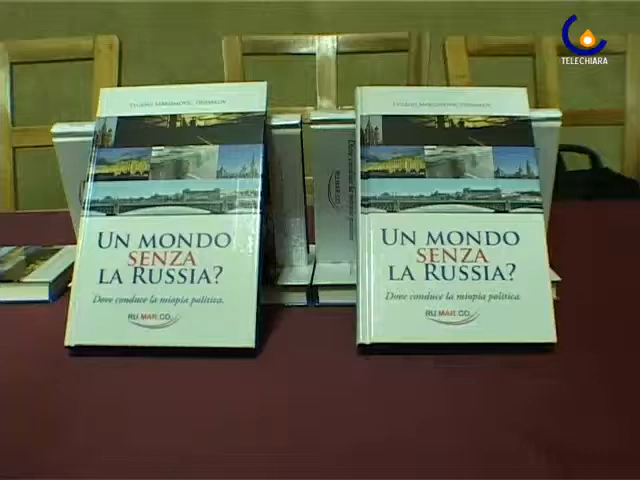 TELECHIARA
UN MONDO
SENZA
LA RUSSIA?
Dove conduce la miopia politica.
RU.MAR.CO.
UN MONDO
SENZA
LA RUSSIA?
Dove conduce la miopia politica
RU.MAR.CO.